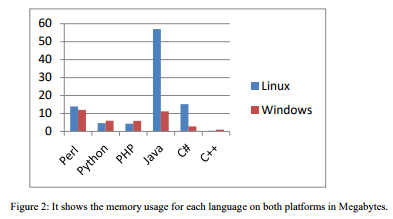 60
50
40
30
20
10
0
Perl
Python
PHP
Java
C#
C++
Linux
Windows
Figure 2: It shows the memory usage for each language on both platforms in Megabytes.